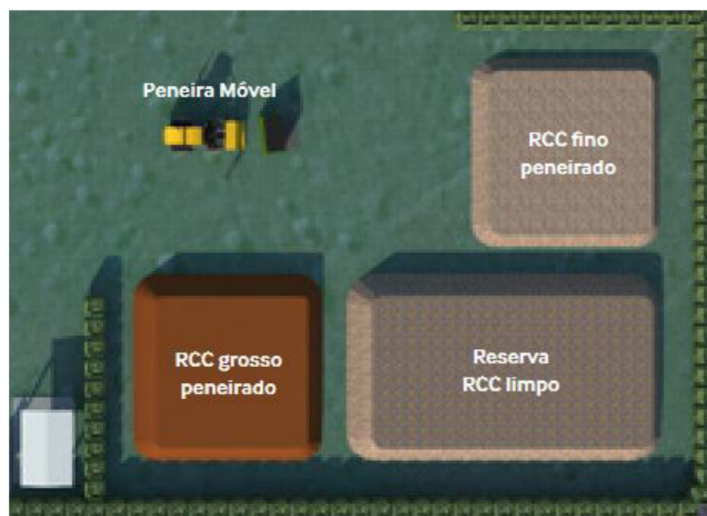 Peneira Móvel
RCC fino
peneirado
RCC grosso
peneirado
Reserva
RCC limpo